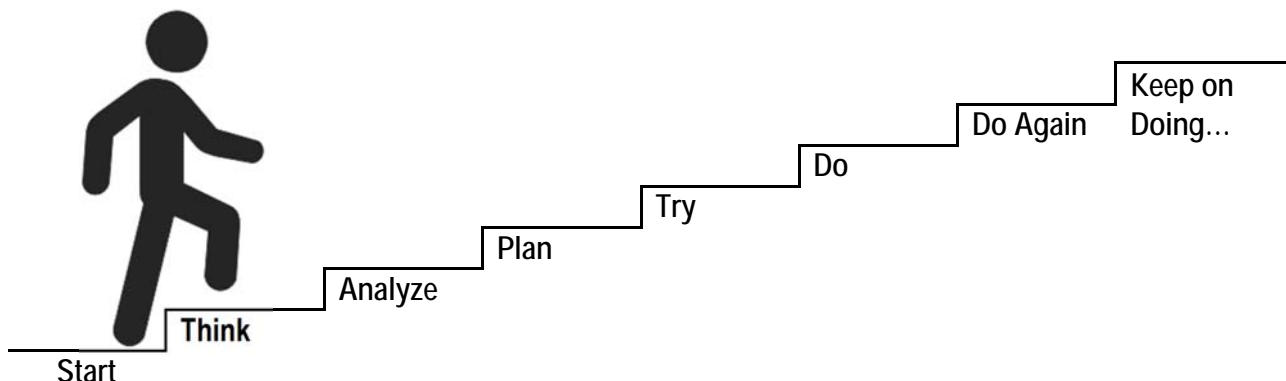 Start
Think
Analyze
Plan
Try
Do
Do Again
Keep on
Doing...